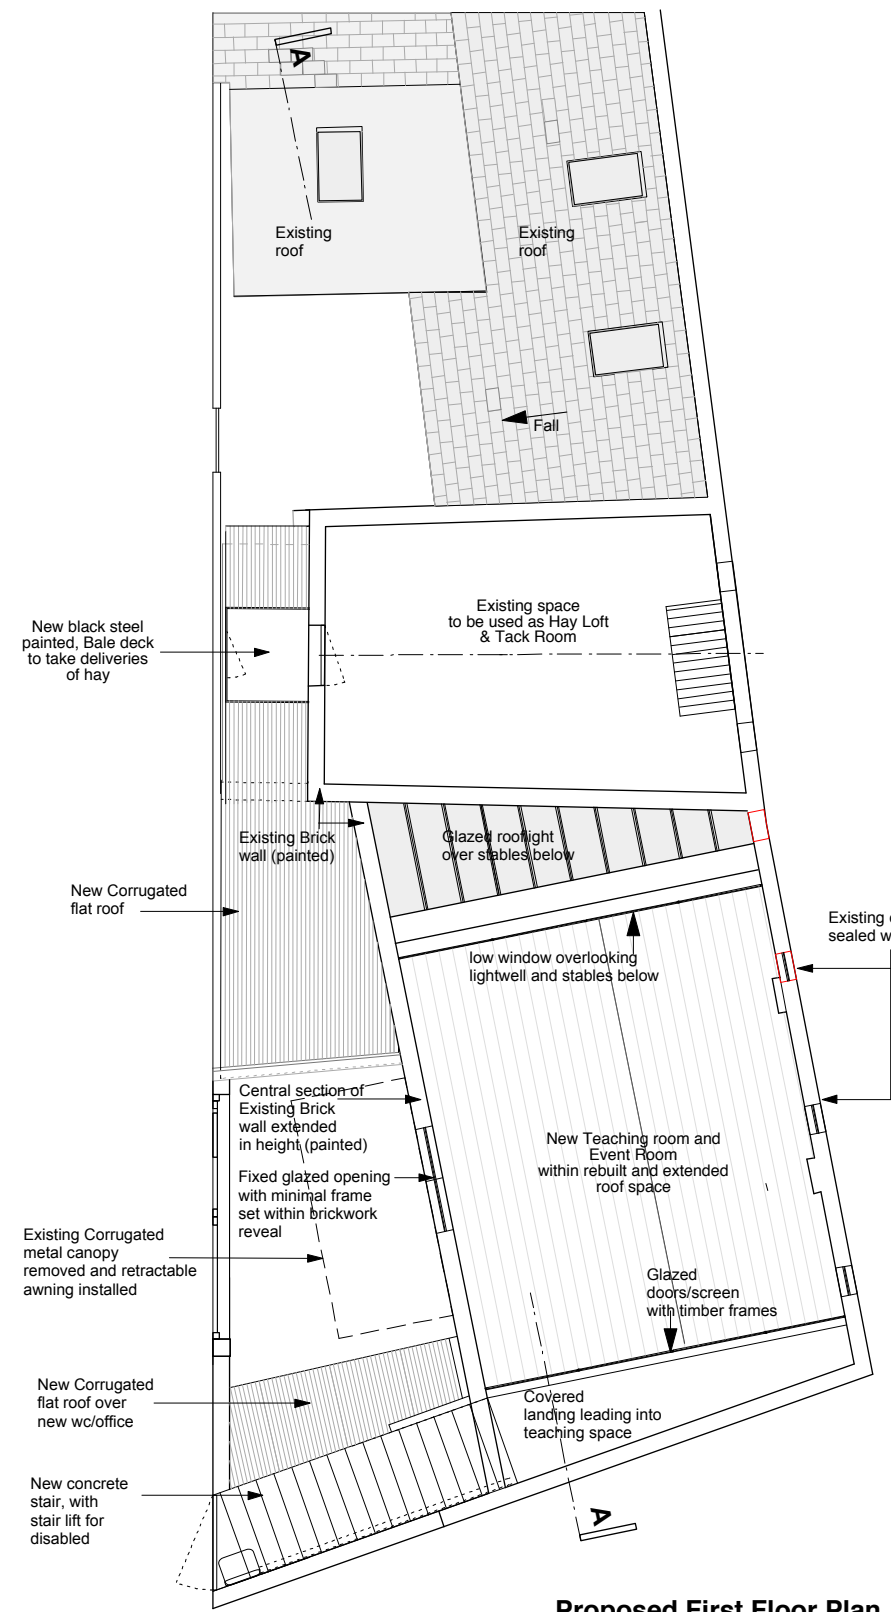 A
Existing
roof
Existing
roof
Fall
New black steel
painted, Bale deck
to take deliveries
of hay
Existing space
to be used as Hay Loft
& Tack Room
Existing Brick
wall (painted)
Glazed rooflight
over stables below
New Corrugated
flat roof
Existing
sealed
low window overlooking
lightwell and stables below
Central section of
Existing Brick
wall extended
in height (painted)
New Teaching room and
Event Room
within rebuilt and extended
roof space
Fixed glazed opening
with minimal frame
set within brickwork
reveal
Existing Corrugated
metal canopy
removed and retractable
awning installed
Glazed
doors/screen
with timber frames
New Corrugated
flat roof over
new wc/office
Covered
landing leading into
teaching space
New concrete
stair, with
stair lift for
disabled
A
Proposed First Floor Plan